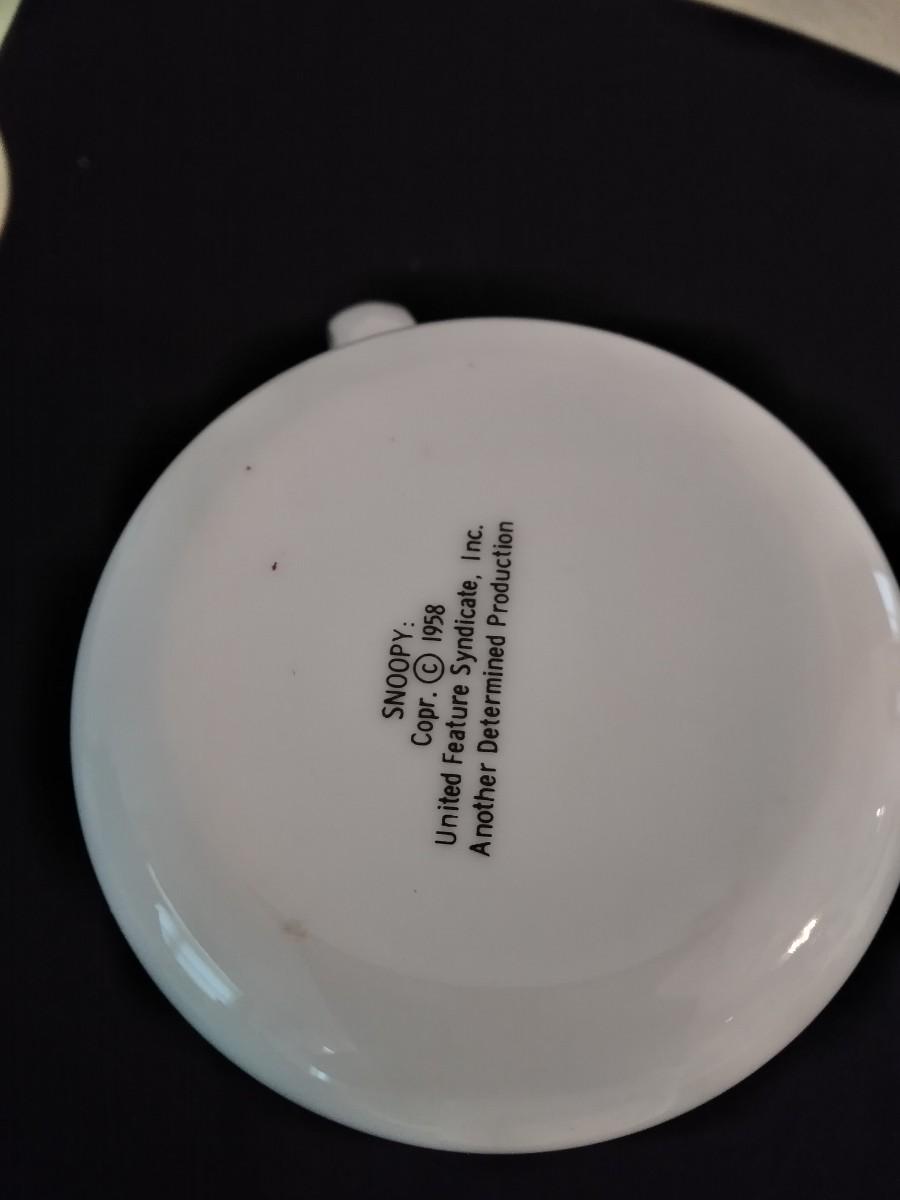 SNOOPY:
Copr. © 1958
United Feature Syndicate, Inc.
Another Determined Production